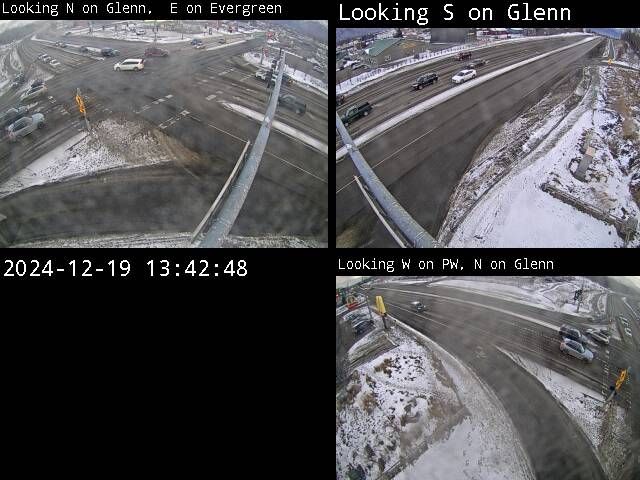 Looking N on Glenn,  E on Evergreen
Looking S on Glenn
2024-12-19 13:42:48
Looking W on PW, N on Glenn